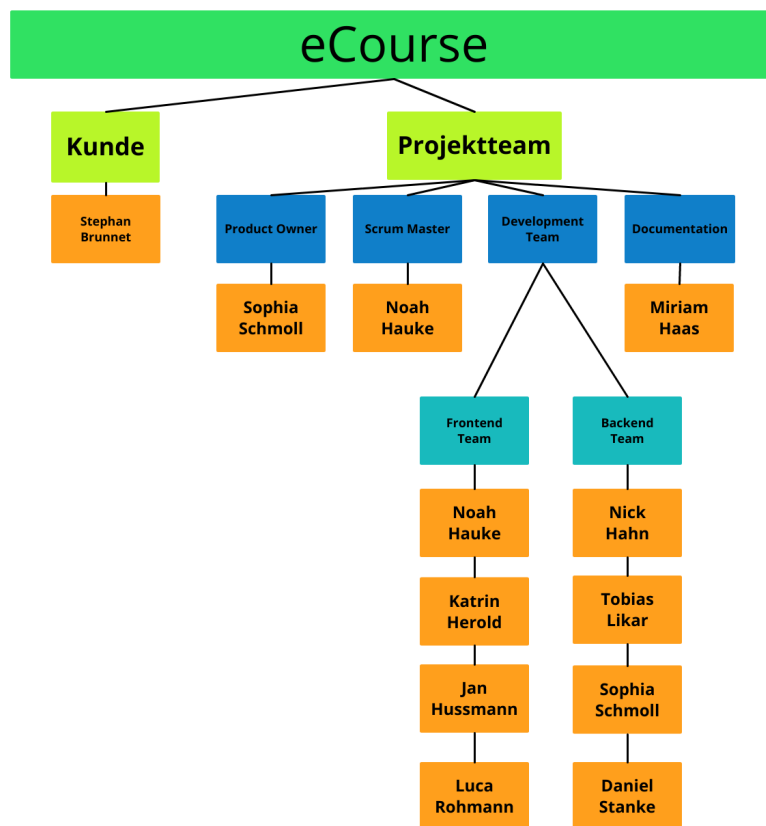 eCourse
Kunde
Projektteam
Stephan
Brunnet
Product Owner
Scrum Master
Development
Team
Documentation
Sophia
Schmoll
Noah
Hauke
Miriam
Haas
Frontend
Team
Backend
Team
Noah
Hauke
Nick
Hahn
Katrin
Herold
Tobias
Likar
Jan
Hussmann
Sophia
Schmoll
Luca
Rohmann
Daniel
Stanke